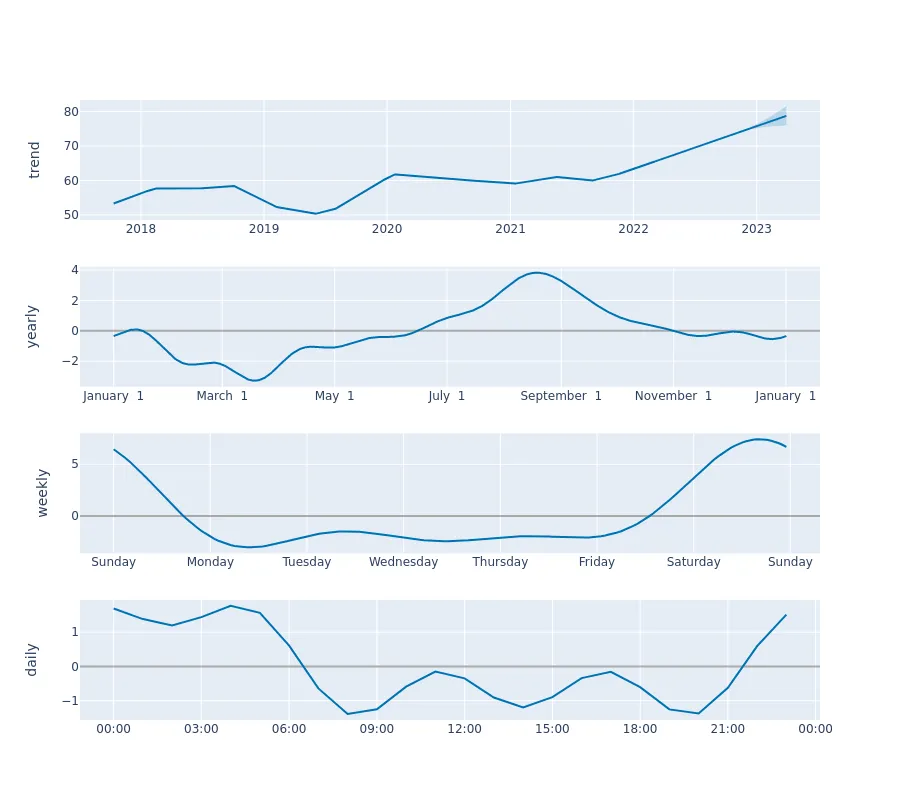 trend
80
70
60
50
2018 2019 2020 2021 2022 2023
yearly
4
2
0
−2
January 1 March 1 May 1 July 1 September 1 November 1 January 1
weekly
5
0
Sunday Monday Tuesday Wednesday Thursday Friday Saturday Sunday
daily
1
0
−1
00:00 03:00 06:00 09:00 12:00 15:00 18:00 21:00 00:00